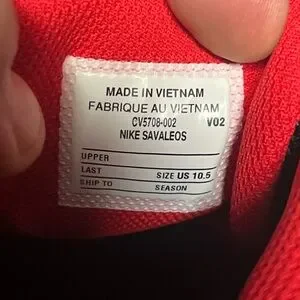 MADE IN VIETNAM
FABRIQUE AU VIETNAM
CV5708-002 V02
NIKE SAVALEOS
UPPER
LAST SIZE US 10.5
SHIP TO SEASON